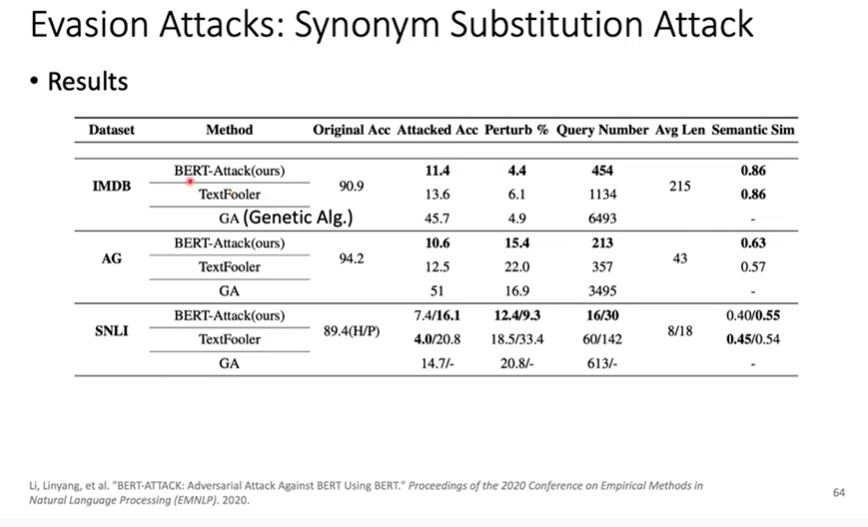 Evasion Attacks: Synonym Substitution Attack
• Results
Dataset Method Original Acc Attacked Acc Perturb % Query Number Avg Len Semantic Sim
IMDB BERT-Attack(ours) 90.9 11.4 4.4 454 215 0.86
TextFooler 13.6 6.1 1134 0.86
GA (Genetic Alg.) 45.7 4.9 6493 -
AG BERT-Attack(ours) 94.2 10.6 15.4 213 43 0.63
TextFooler 12.5 22.0 357 0.57
GA 51 16.9 3495 -
SNLI BERT-Attack(ours) 89.4(H/P) 7.4/16.1 12.4/9.3 16/30 8/18 0.40/0.55
TextFooler 4.0/20.8 18.5/33.4 60/142 0.45/0.54
GA 14.7/- 20.8/- 613/- -
Li, Linyang, et al. "BERT-ATTACK: Adversarial Attack Against BERT Using BERT." Proceedings of the 2020 Conference on Empirical Methods in
Natural Language Processing (EMNLP). 2020.
64